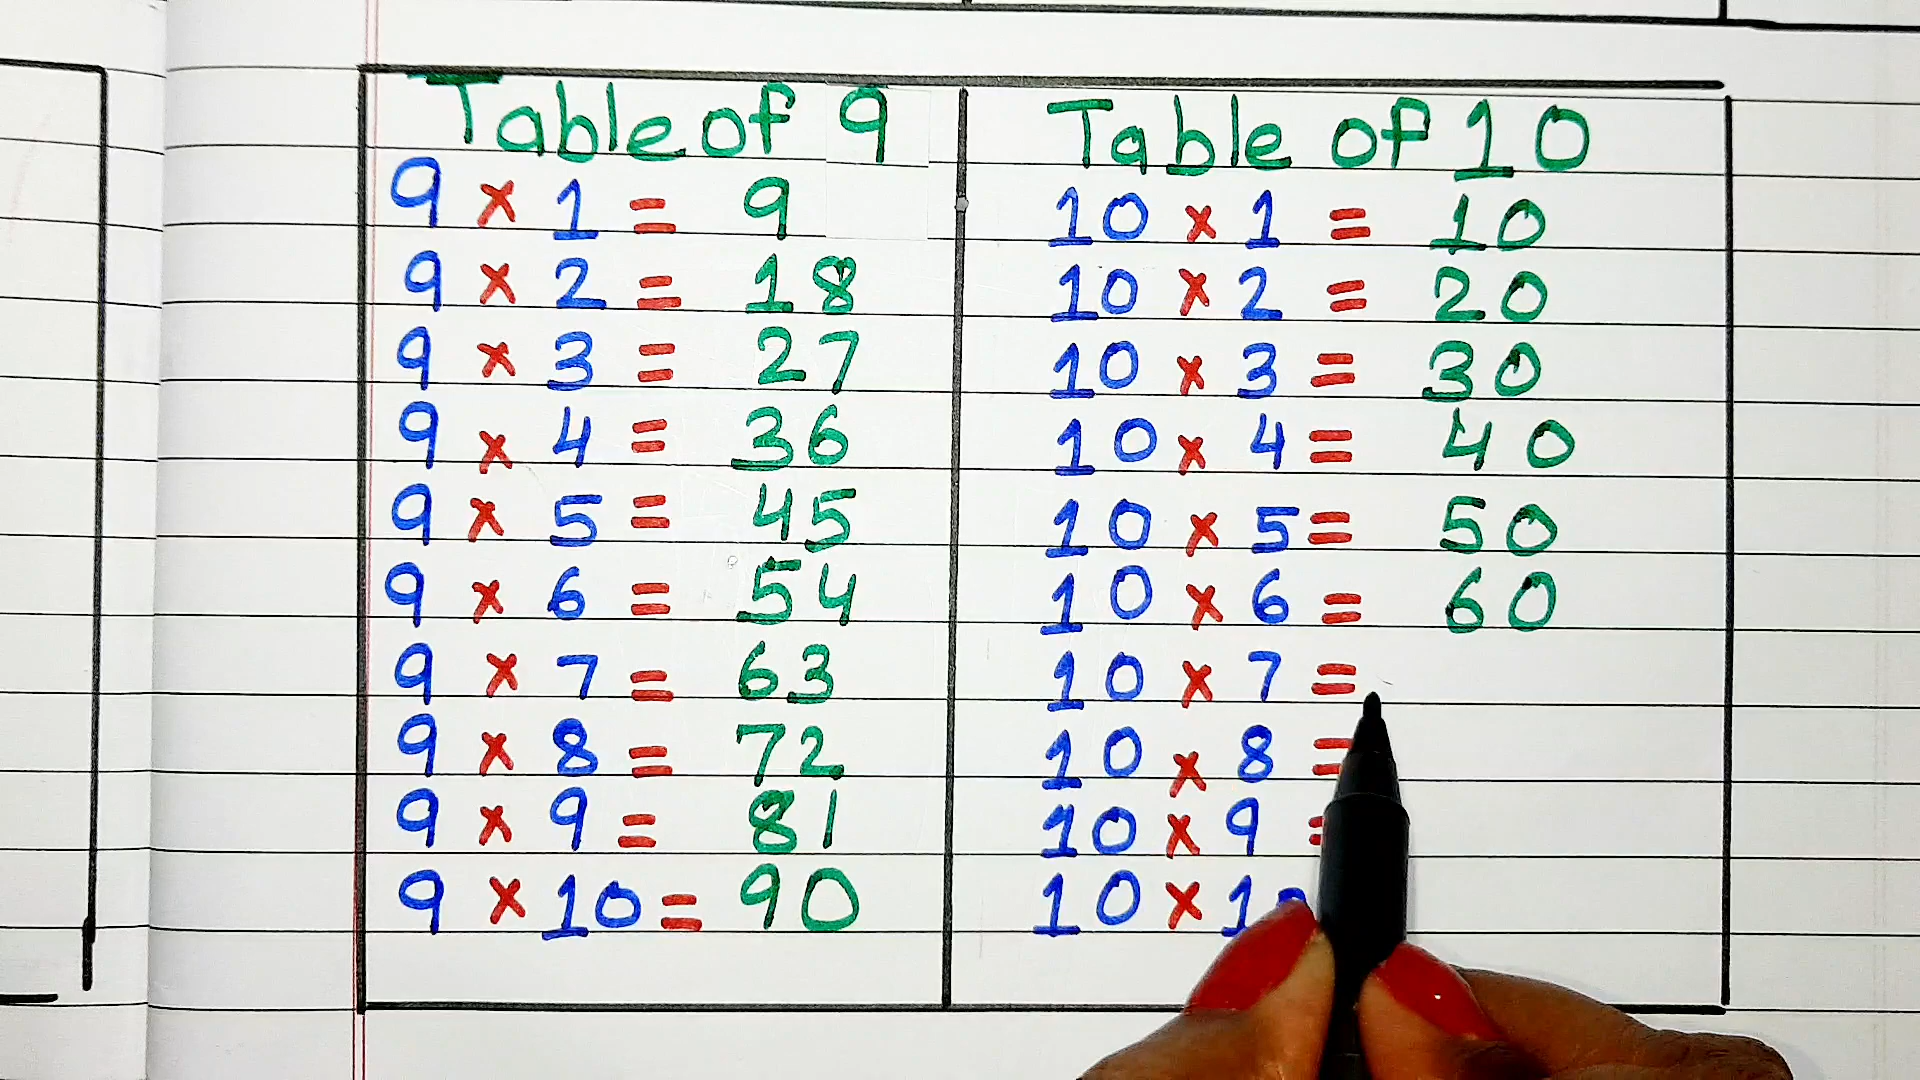 Table of 9
9 × 1 = 9
9 × 2 = 18
9 × 3 = 27
9 × 4 = 36
9 × 5 = 45
9 × 6 = 54
9 × 7 = 63
9 × 8 = 72
9 × 9 = 81
9 × 10 = 90
Table of 10
10 × 1 = 10
10 × 2 = 20
10 × 3 = 30
10 × 4 = 40
10 × 5 = 50
10 × 6 = 60
10 × 7 =
10 × 8 =
10 × 9 =
10 × 10